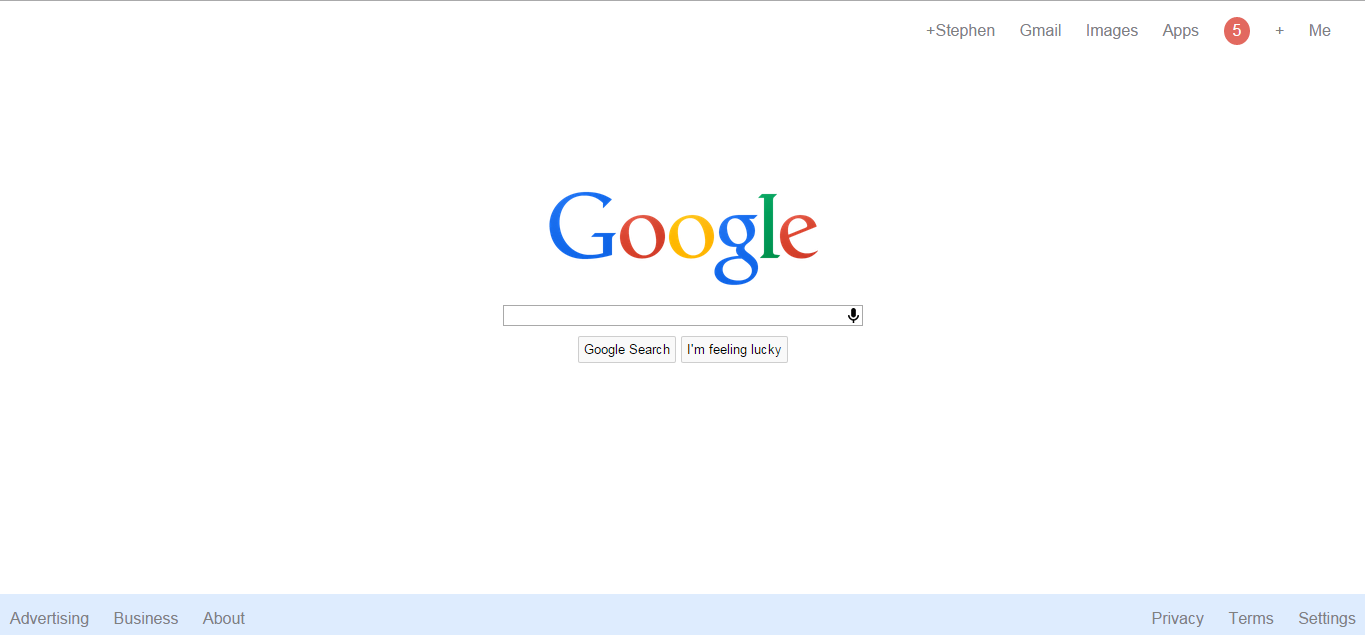 +Stephen Gmail Images Apps 5 + Me
Google
Google Search I'm feeling lucky
Advertising Business About Privacy Terms Settings